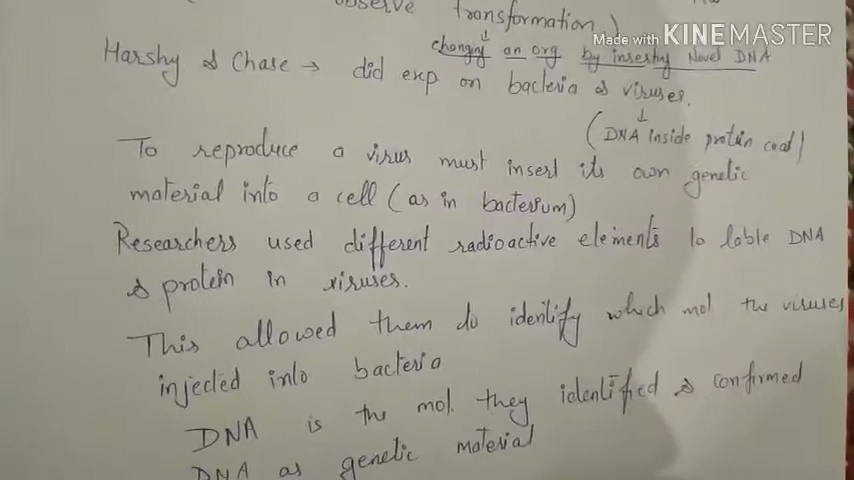 observe transformation)
Made with KINEMASTER
changing an org by inserting Novel DNA
Harshy & Chase → did exp on bacteria & viruses.
(DNA inside protein coat)
To reproduce a virus must insert its own genetic
material into a cell (as in bacterium)
Researchers used different radioactive elements to lable DNA
& protein in viruses.
This allowed them do identify which mol the viruses
injected into bacteria
DNA is the mol. they identified & confirmed
DNA as genetic material